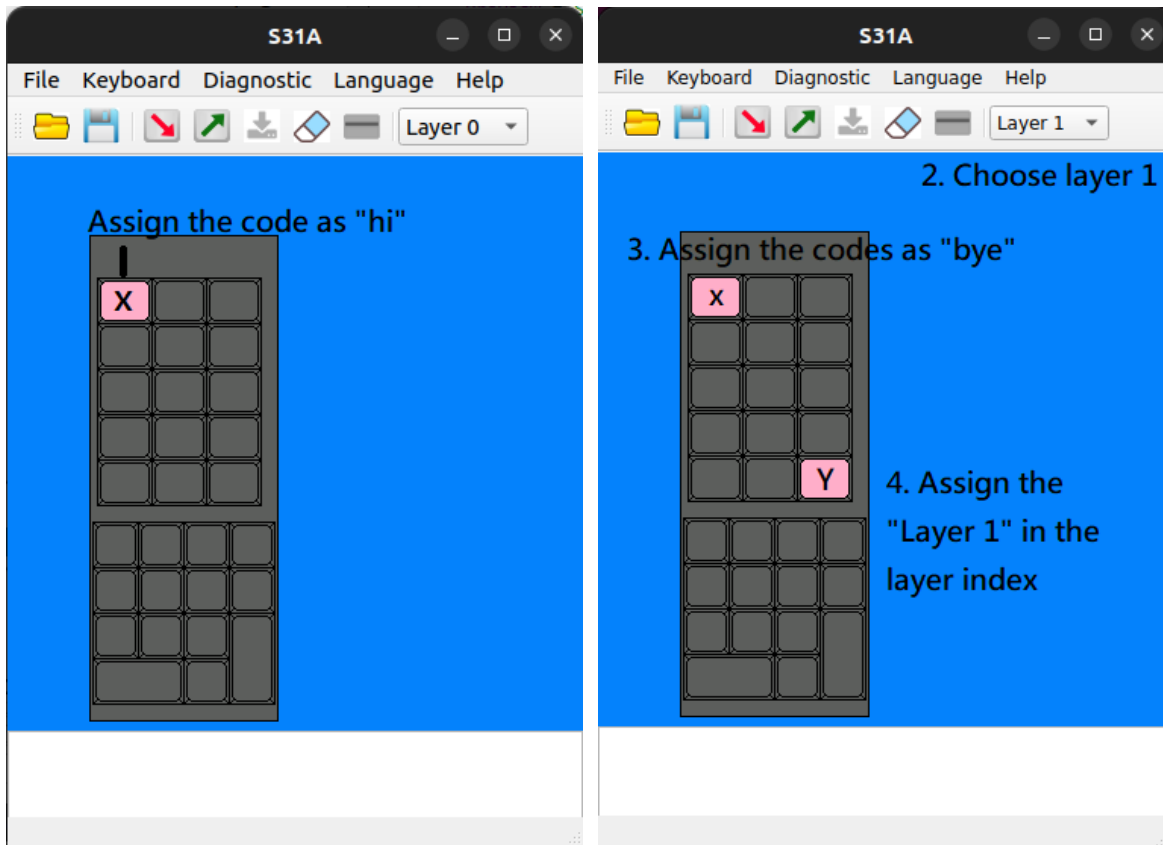 S31A
File Keyboard Diagnostic Language Help
Layer 0
Assign the code as "hi"
X
S31A
File Keyboard Diagnostic Language Help
Layer 1
2. Choose layer 1
3. Assign the codes as "bye"
x
Y
4. Assign the
"Layer 1" in the
layer index